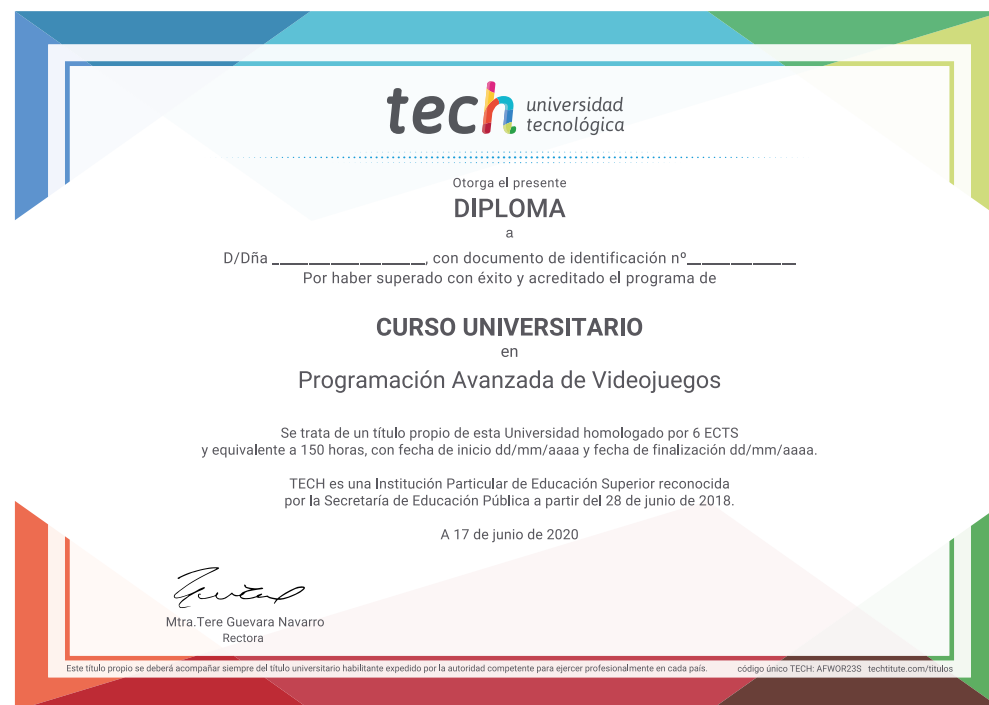 tech universidad
tecnológica
Otorga el presente
DIPLOMA
a
D/Dña ____________________, con documento de identificación nº______________
Por haber superado con éxito y acreditado el programa de
CURSO UNIVERSITARIO
en
Programación Avanzada de Videojuegos
Se trata de un título propio de esta Universidad homologado por 6 ECTS
y equivalente a 150 horas, con fecha de inicio dd/mm/aaaa y fecha de finalización dd/mm/aaaa.
TECH es una Institución Particular de Educación Superior reconocida
por la Secretaría de Educación Pública a partir del 28 de junio de 2018.
A 17 de junio de 2020
Mtra.Tere Guevara Navarro
Rectora
Este título propio se deberá acompañar siempre del título universitario habilitante expedido por la autoridad competente para ejercer profesionalmente en cada país. código único TECH: AFWOR23S techtitute.com/titulos